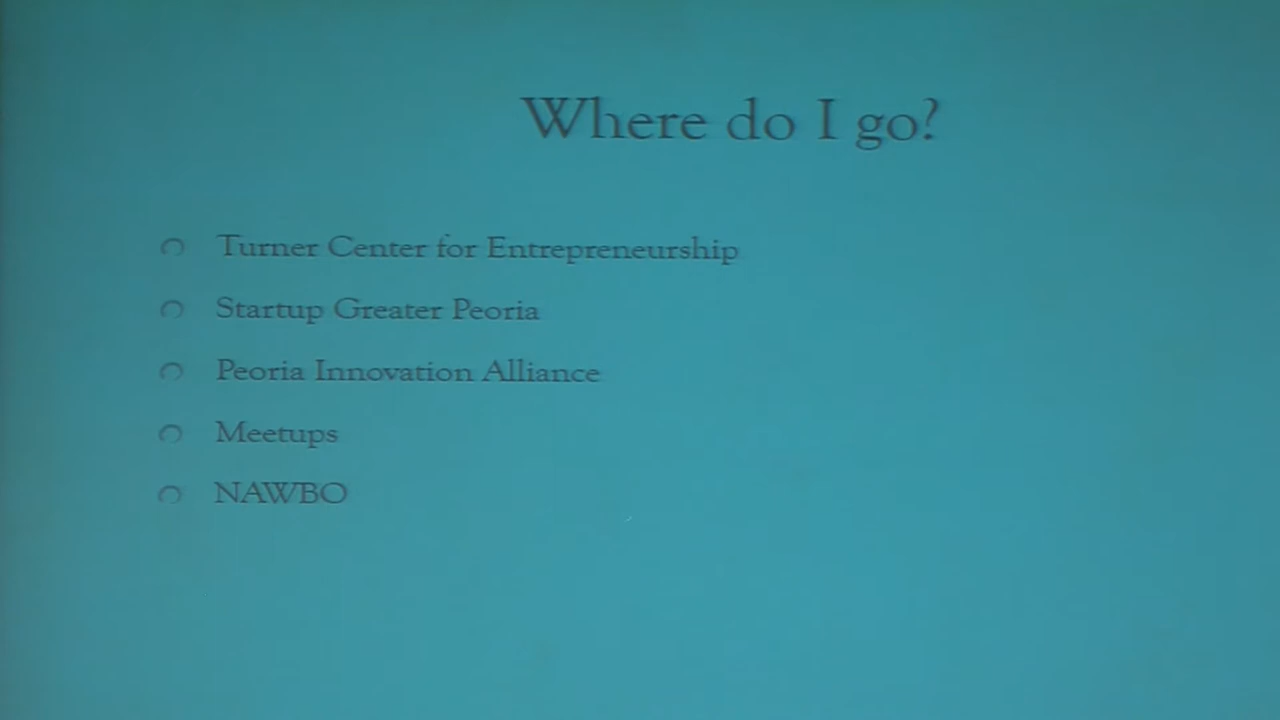 Where do I go?
Turner Center for Entrepreneurship
Startup Greater Peoria
Peoria Innovation Alliance
Meetups
NAWBO